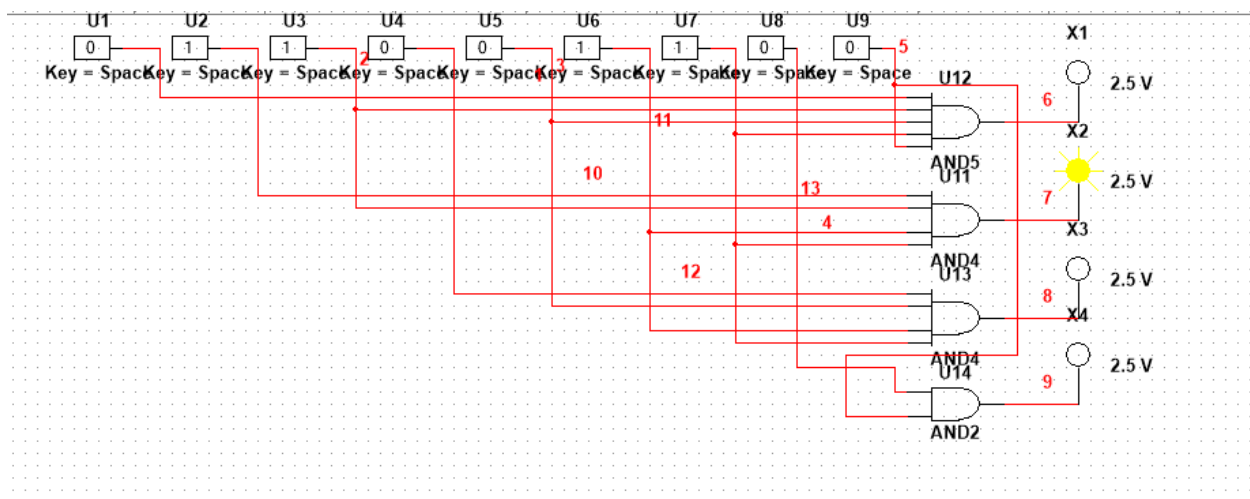 U1 U2 U3 U4 U5 U6 U7 U8 U9
0 1 1 0 0 1 1 0 0
Key = Space Key = Space Key = Space Key = Space Key = Space Key = Space Key = Space Key = Space Key = Space
2
3
5
X1
2.5 V
U12
6
11
X2
AND5
U11
10
13
2.5 V
7
4
X3
AND4
U13
12
2.5 V
8
X4
AND4
U14
2.5 V
9
AND2